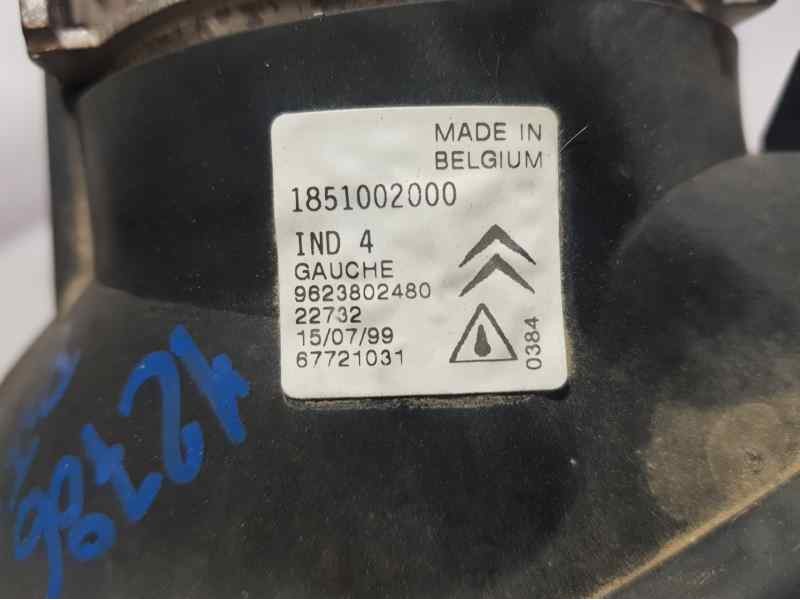 MADE IN
BELGIUM
1851002000
IND 4
GAUCHE
9623802480
22732
15/07/99
67721031
0384